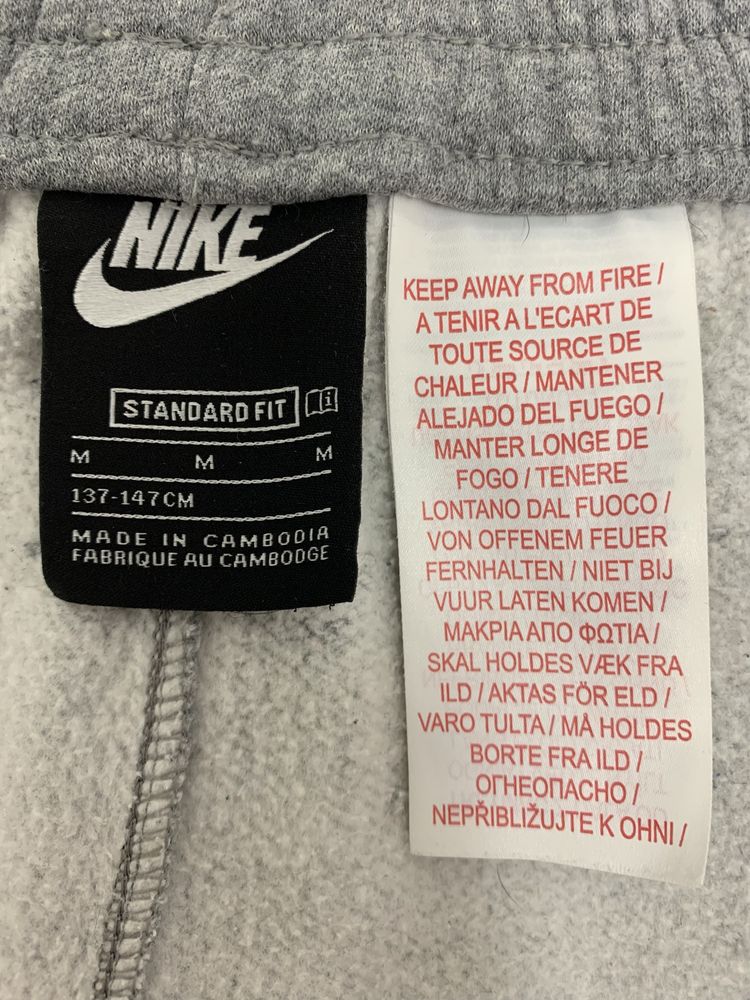 NIKE
STANDARD FIT
M M M
137-147CM
MADE IN CAMBODIA
FABRIQUE AU CAMBODGE
KEEP AWAY FROM FIRE /
A TENIR A L'ECART DE
TOUTE SOURCE DE
CHALEUR / MANTENER
ALEJADO DEL FUEGO /
MANTER LONGE DE
FOGO / TENERE
LONTANO DAL FUOCO /
VON OFFENEM FEUER
FERNHALTEN / NIET BIJ
VUUR LATEN KOMEN /
ΜΑΚΡΙΑ ΑΠΟ ΦΩΤΙΑ /
SKAL HOLDES VÆK FRA
ILD / AKTAS FÖR ELD /
VARO TULTA / MÅ HOLDES
BORTE FRA ILD /
ОГНЕОПАСНО /
NEPŘIBLIŽUJTE K OHNI /